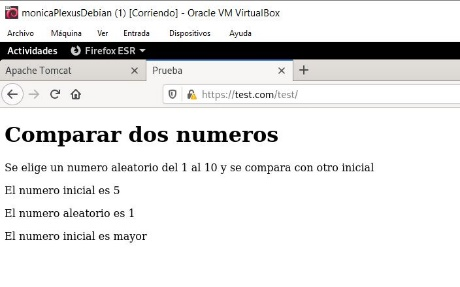 monicaPlexusDebian (1) [Corriendo] - Oracle VM VirtualBox
Archivo Máquina Ver Entrada Dispositivos Ayuda
Actividades Firefox ESR
Apache Tomcat Prueba
https://test.com/test/
Comparar dos numeros
Se elige un numero aleatorio del 1 al 10 y se compara con otro inicial
El numero inicial es 5
El numero aleatorio es 1
El numero inicial es mayor